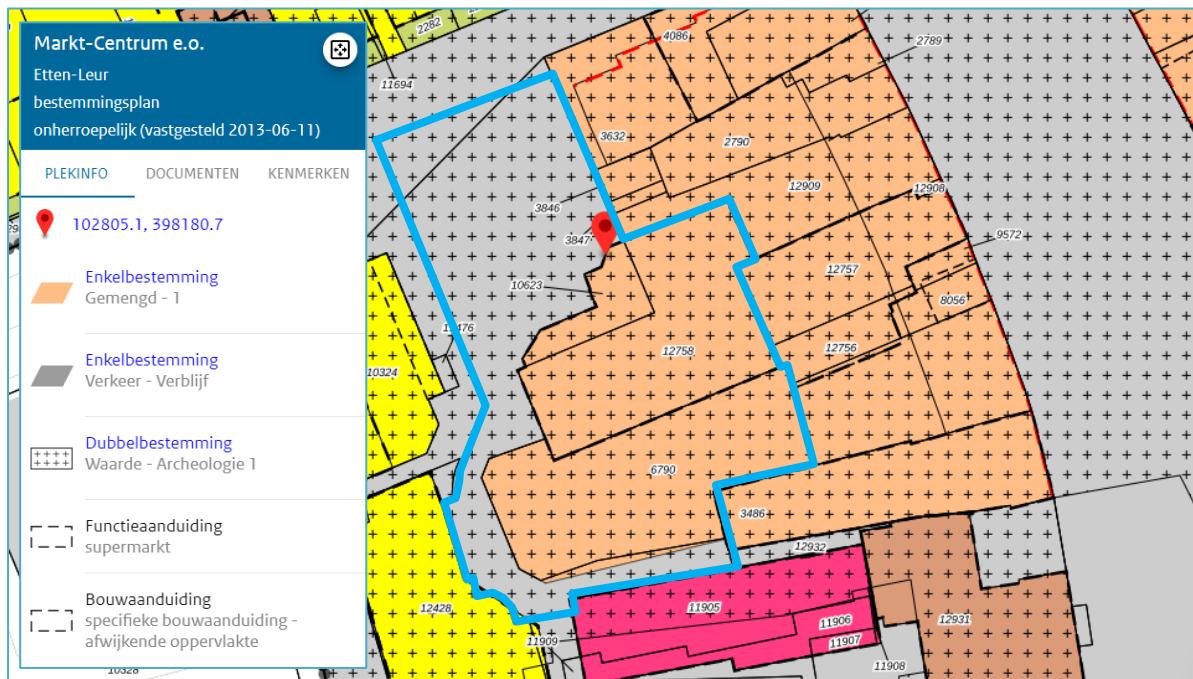 Markt-Centrum e.o.
Etten-Leur
bestemmingsplan
onherroepelijk (vastgesteld 2013-06-11)
PLEKINFO
DOCUMENTEN
KENMERKEN
102805.1, 398180.7
Enkelbestemming
Gemengd - 1
Enkelbestemming
Verkeer - Verblijf
Dubbelbestemming
Waarde - Archeologie 1
Functieaanduiding
supermarkt
Bouwaanduiding
specifieke bouwaanduiding -
afwijkende oppervlakte
2282
4086
2789
11694
3632
2790
12909
12908
3846
3847
9572
12757
10623
8056
12758
12756
10324
6790
3486
12932
12428
11905
11906
11907
12931
11909
11908
10328